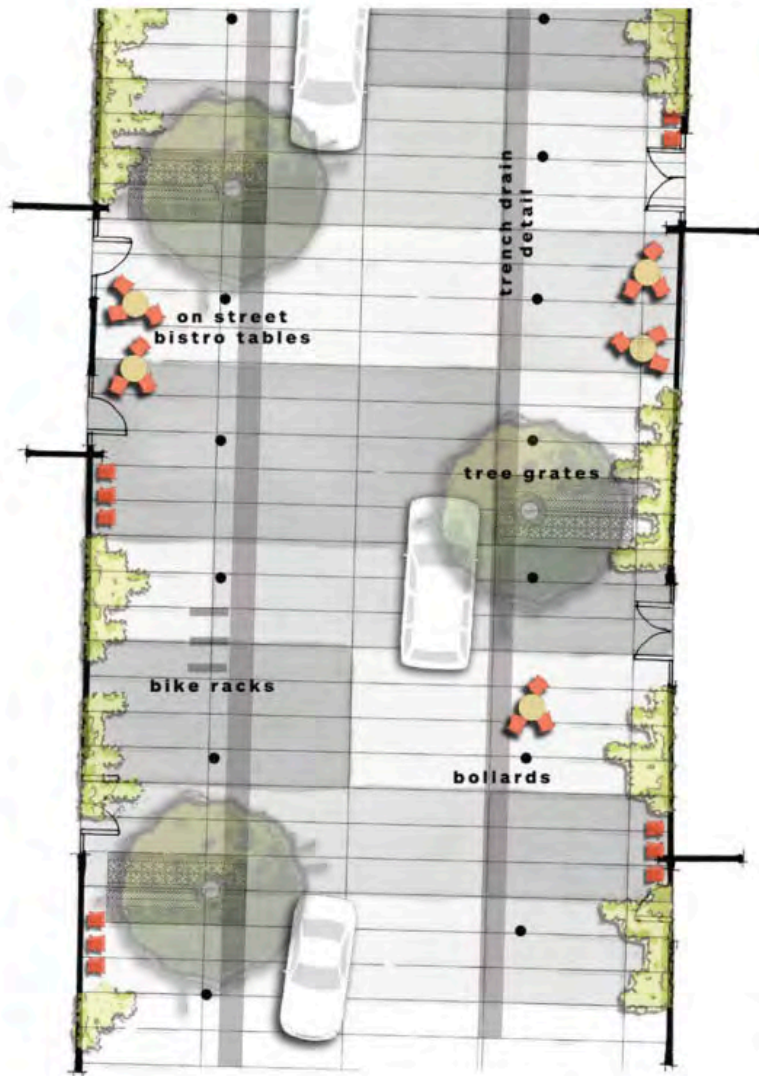 trench drain
detail
on street
bistro tables
tree grates
bike racks
bollards